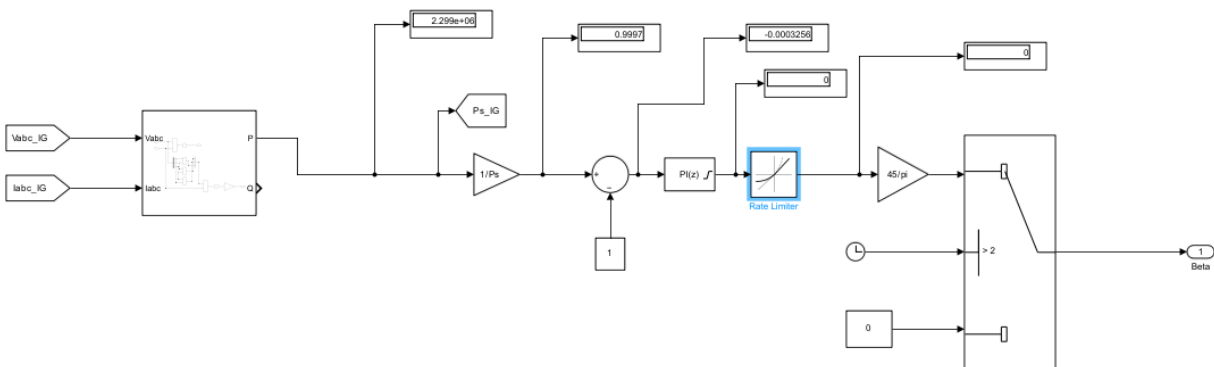 2.299e+06
0.9997
-0.0003256
0
0
Ps_IG
Vabc_IG
Vabc
P
Iabc_IG
Iabc
Q
1/Ps
+
−
PI(z)
Rate Limiter
45/pi
1
> 2
1
Beta
0